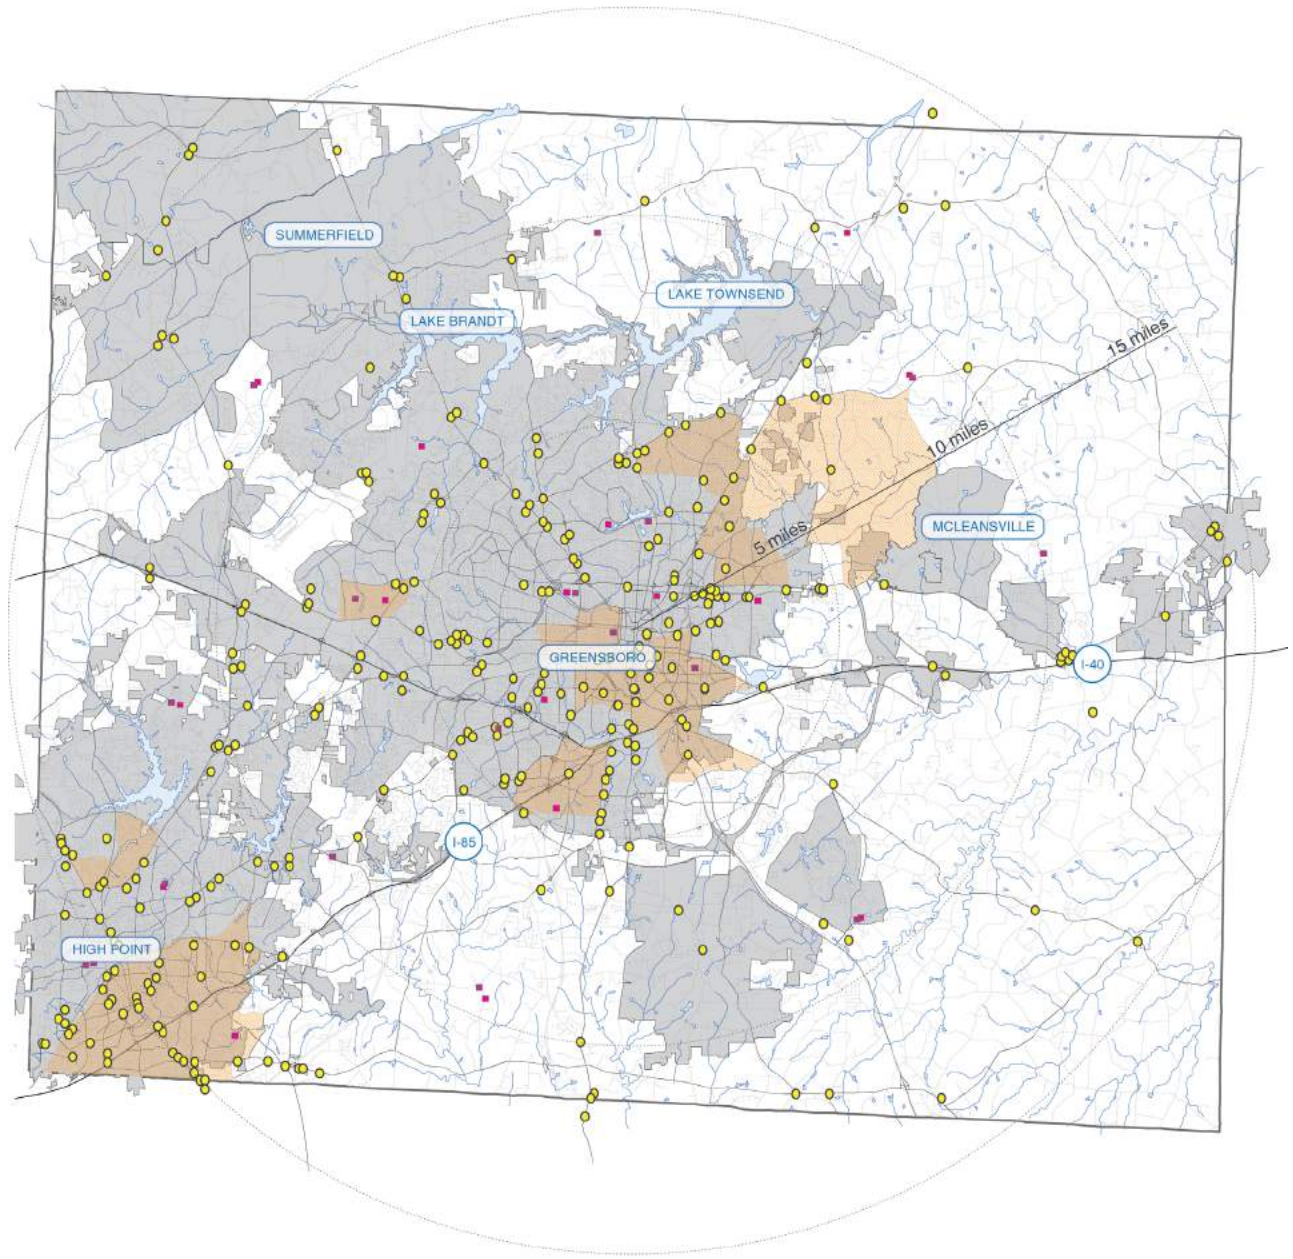 SUMMERFIELD
LAKE TOWNSEND
LAKE BRANDT
15 miles
10 miles
5 miles
MCLEANSVILLE
GREENSBORO
I-40
I-85
HIGH POINT